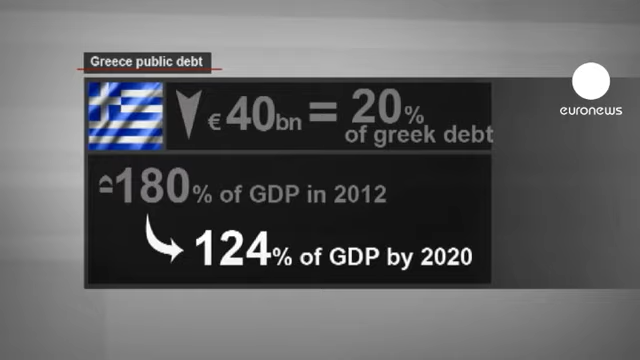 Greece public debt
euronews
€40bn = 20%
of greek debt
=180% of GDP in 2012
124% of GDP by 2020